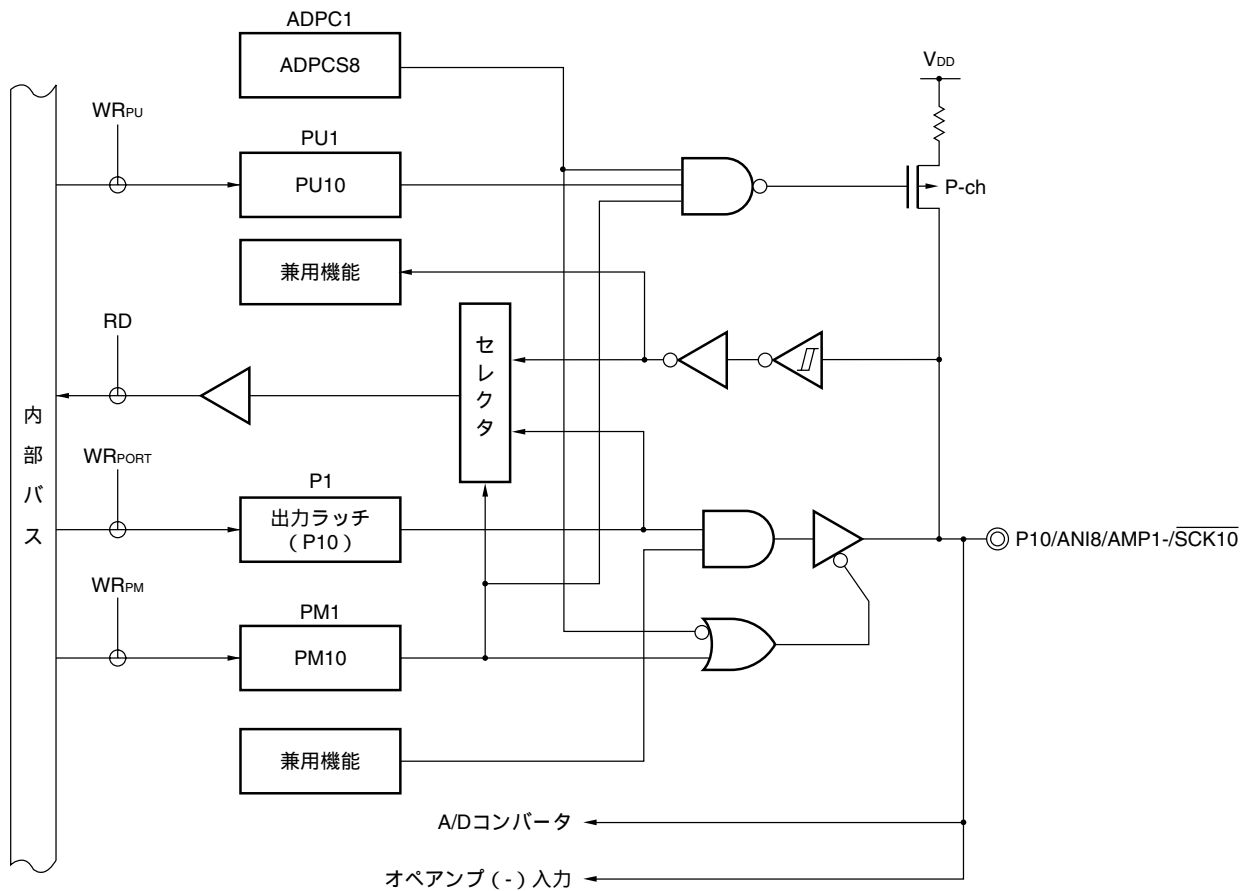 ADPC1
ADPCS8
VDD
WRPU
PU1
PU10
P-ch
兼用機能
RD
セレクタ
内部バス
WRPORT
P1
出力ラッチ
(P10)
P10/ANI8/AMP1-/SCK10
WRPM
PM1
PM10
兼用機能
A/Dコンバータ
オペアンプ(-)入力